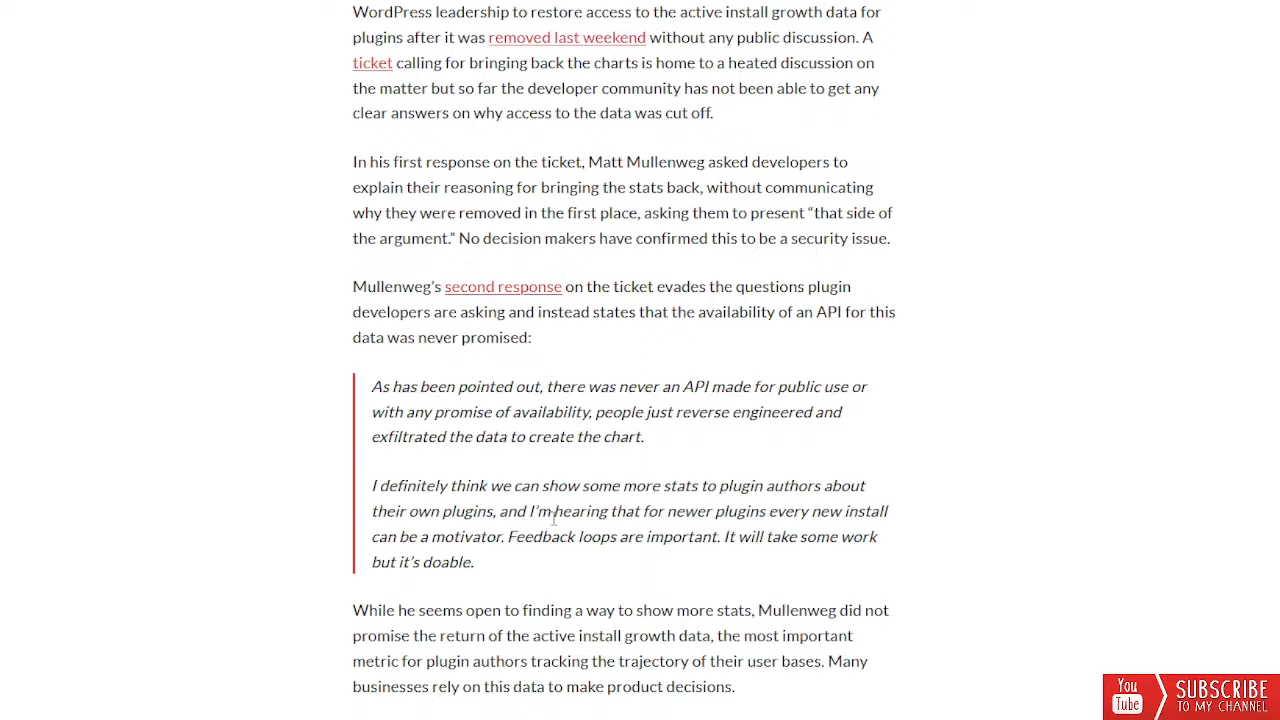 WordPress leadership to restore access to the active install growth data for
plugins after it was removed last weekend without any public discussion. A
ticket calling for bringing back the charts is home to a heated discussion on
the matter but so far the developer community has not been able to get any
clear answers on why access to the data was cut off.
In his first response on the ticket, Matt Mullenweg asked developers to
explain their reasoning for bringing the stats back, without communicating
why they were removed in the first place, asking them to present “that side of
the argument.” No decision makers have confirmed this to be a security issue.
Mullenweg’s second response on the ticket evades the questions plugin
developers are asking and instead states that the availability of an API for this
data was never promised:
As has been pointed out, there was never an API made for public use or
with any promise of availability, people just reverse engineered and
exfiltrated the data to create the chart.
I definitely think we can show some more stats to plugin authors about
their own plugins, and I’m hearing that for newer plugins every new install
can be a motivator. Feedback loops are important. It will take some work
but it’s doable.
While he seems open to finding a way to show more stats, Mullenweg did not
promise the return of the active install growth data, the most important
metric for plugin authors tracking the trajectory of their user bases. Many
businesses rely on this data to make product decisions.
You Tube SUBSCRIBE
TO MY CHANNEL